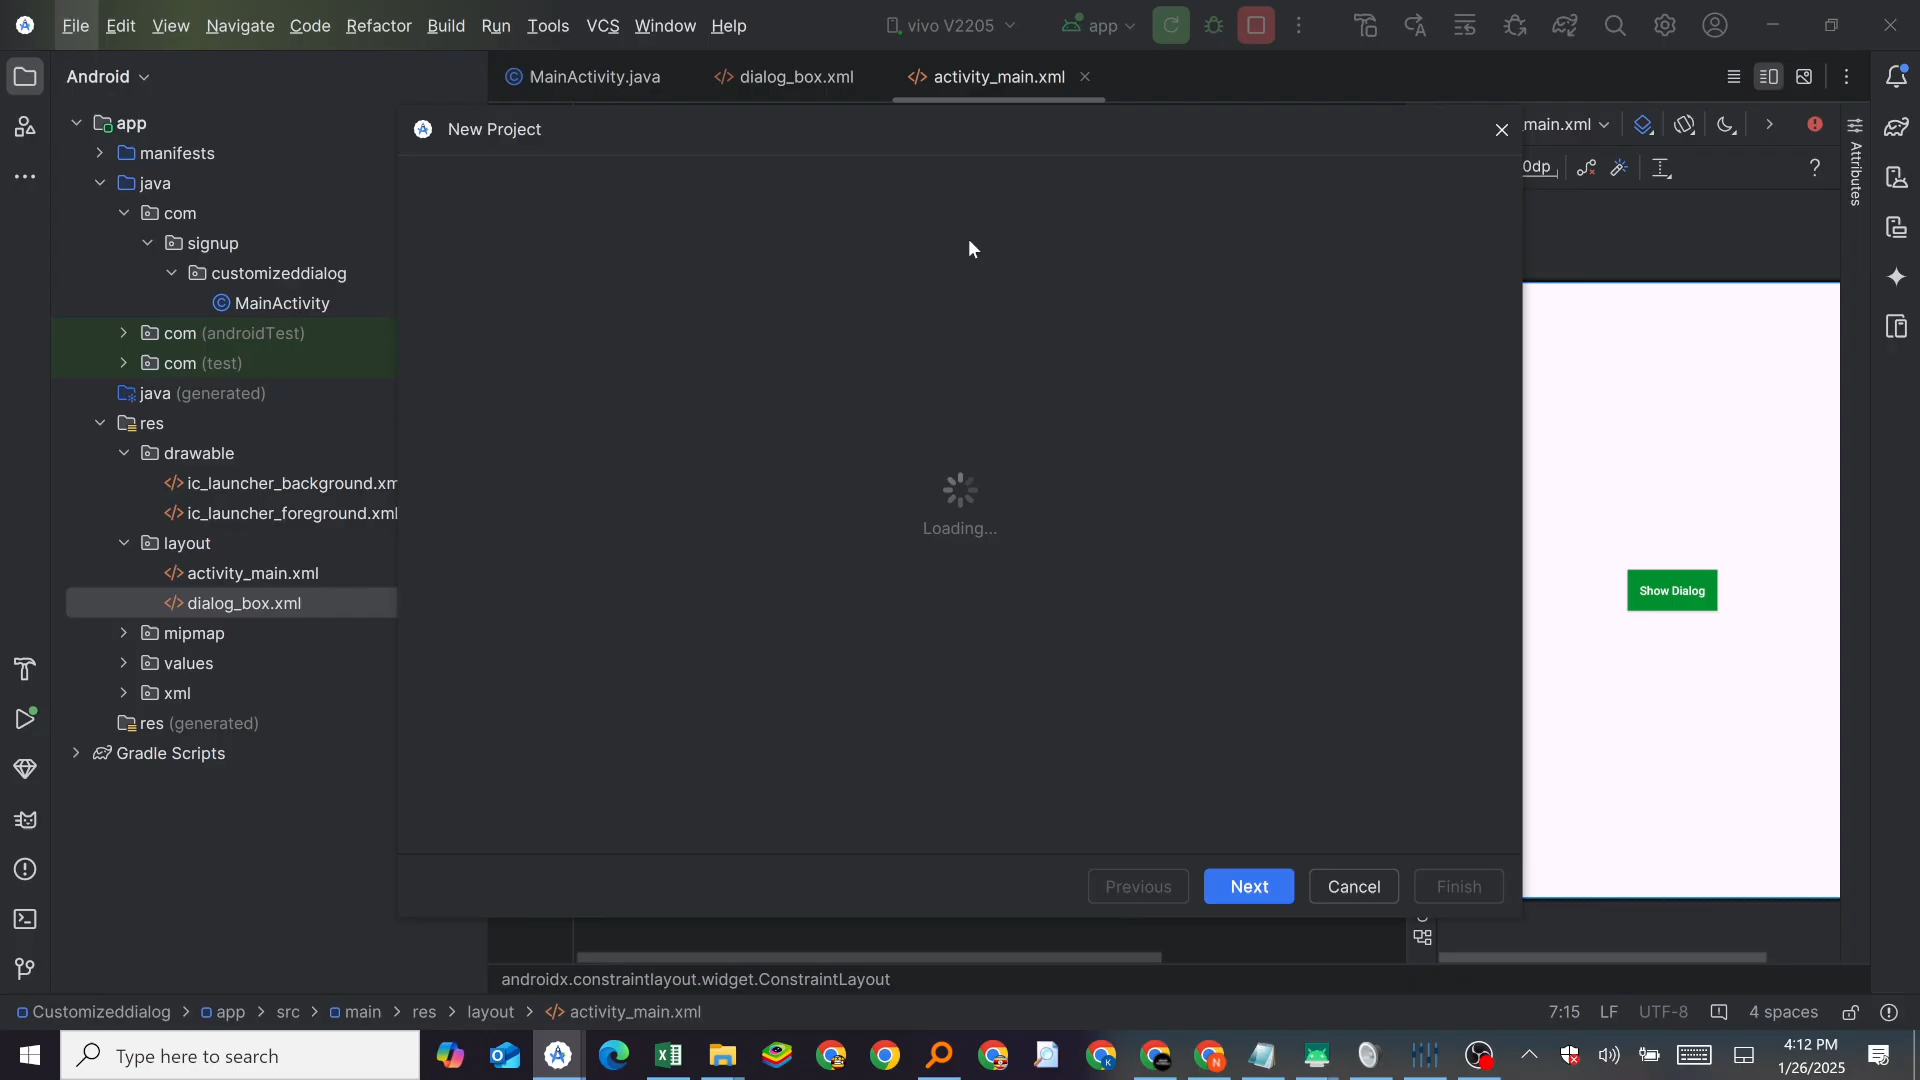 File Edit View Navigate Code Refactor Build Run Tools VCS Window Help vivo V2205 app
Android
MainActivity.java dialog_box.xml activity_main.xml
app
manifests
java
com
signup
customizeddialog
MainActivity
com (androidTest)
com (test)
java (generated)
res
drawable
ic_launcher_background.xm
ic_launcher_foreground.xml
layout
activity_main.xml
dialog_box.xml
mipmap
values
xml
res (generated)
Gradle Scripts
New Project
Loading...
Previous Next Cancel Finish
main.xml
0dp
?
Attributes
Show Dialog
androidx.constraintlayout.widget.ConstraintLayout
Customizeddialog > app > src > main > res > layout > activity_main.xml
7:15 LF UTF-8 4 spaces
Type here to search
4:12 PM
1/26/2025